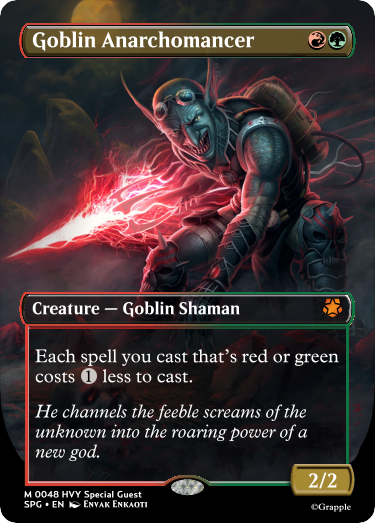 Goblin Anarchomancer
Creature — Goblin Shaman
Each spell you cast that's red or green
costs 1 less to cast.
He channels the feeble screams of the
unknown into the roaring power of a
new god.
2/2
M 0048 HVY Special Guest
SPG • EN Envak Enkaoti
©Grapple